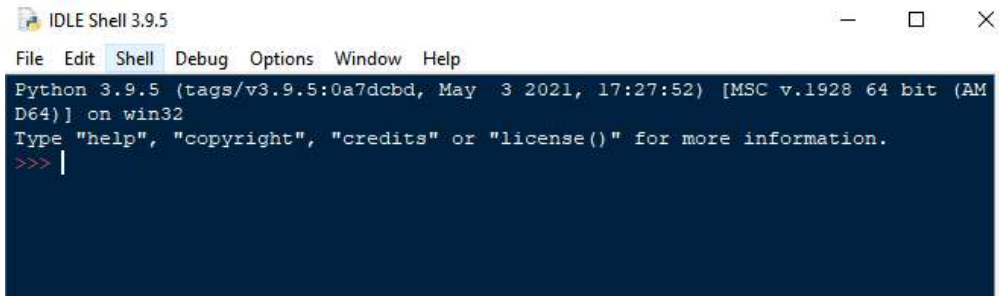 IDLE Shell 3.9.5
File Edit Shell Debug Options Window Help
Python 3.9.5 (tags/v3.9.5:0a7dcbd, May  3 2021, 17:27:52) [MSC v.1928 64 bit (AM
D64)] on win32
Type "help", "copyright", "credits" or "license()" for more information.
>>>